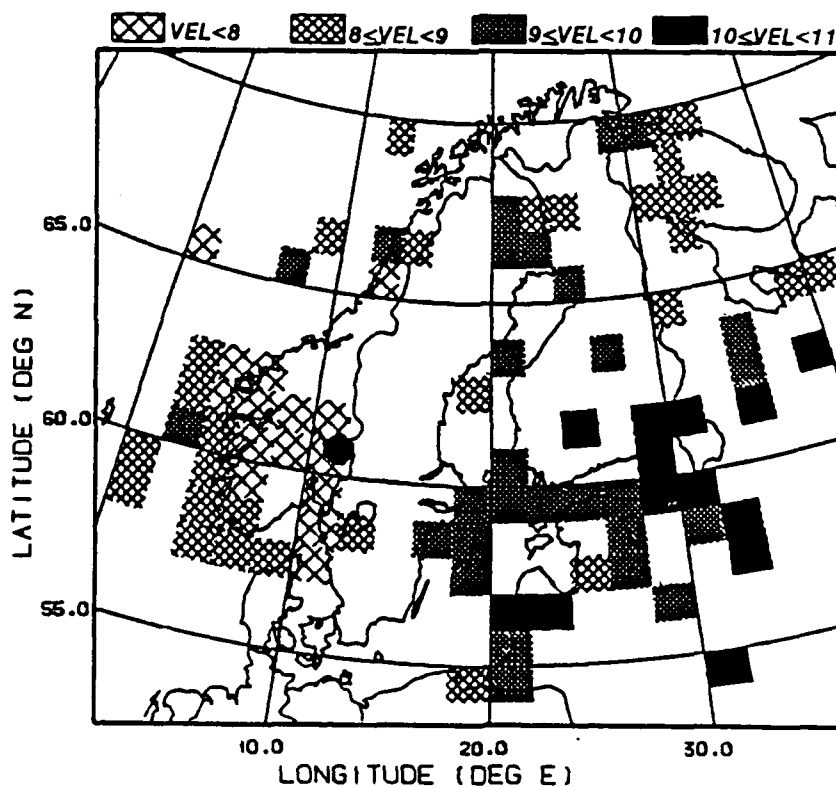 VEL<8 8≤VEL<9 9≤VEL<10 10≤VEL<11
65.0
60.0
55.0
LATITUDE (DEG N)
10.0 20.0 30.0
LONGITUDE (DEG E)